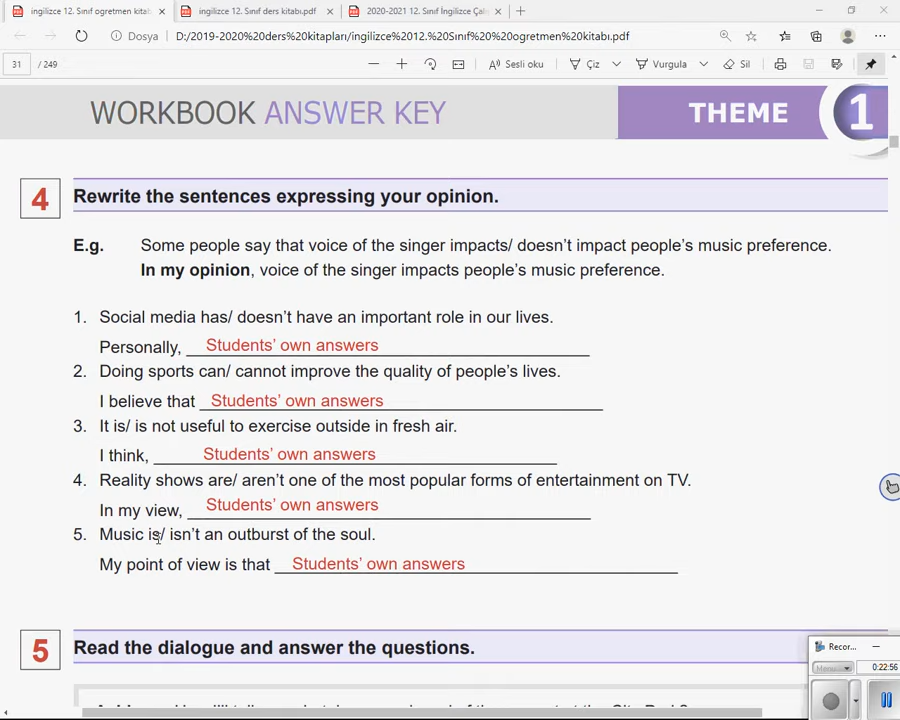 ingilizce 12. Sınıf ogretmen kitabı
ingilizce 12. Sınıf ders kitabı.pdf
2020-2021 12. Sınıf İngilizce Çalı
Dosya
D:/2019-2020%20ders%20kitapları/ingilizce%2012.%20Sınıf%20%20ogretmen%20kitabı.pdf
31 / 249
Sesli oku
Çiz
Vurgula
Sil
WORKBOOK ANSWER KEY
THEME 1
4 Rewrite the sentences expressing your opinion.
E.g. Some people say that voice of the singer impacts/ doesn't impact people's music preference.
In my opinion, voice of the singer impacts people's music preference.
1. Social media has/ doesn't have an important role in our lives.
Personally, Students' own answers
2. Doing sports can/ cannot improve the quality of people's lives.
I believe that Students' own answers
3. It is/ is not useful to exercise outside in fresh air.
I think, Students' own answers
4. Reality shows are/ aren't one of the most popular forms of entertainment on TV.
In my view, Students' own answers
5. Music is/ isn't an outburst of the soul.
My point of view is that Students' own answers
5 Read the dialogue and answer the questions.
Recor...
0:22:56